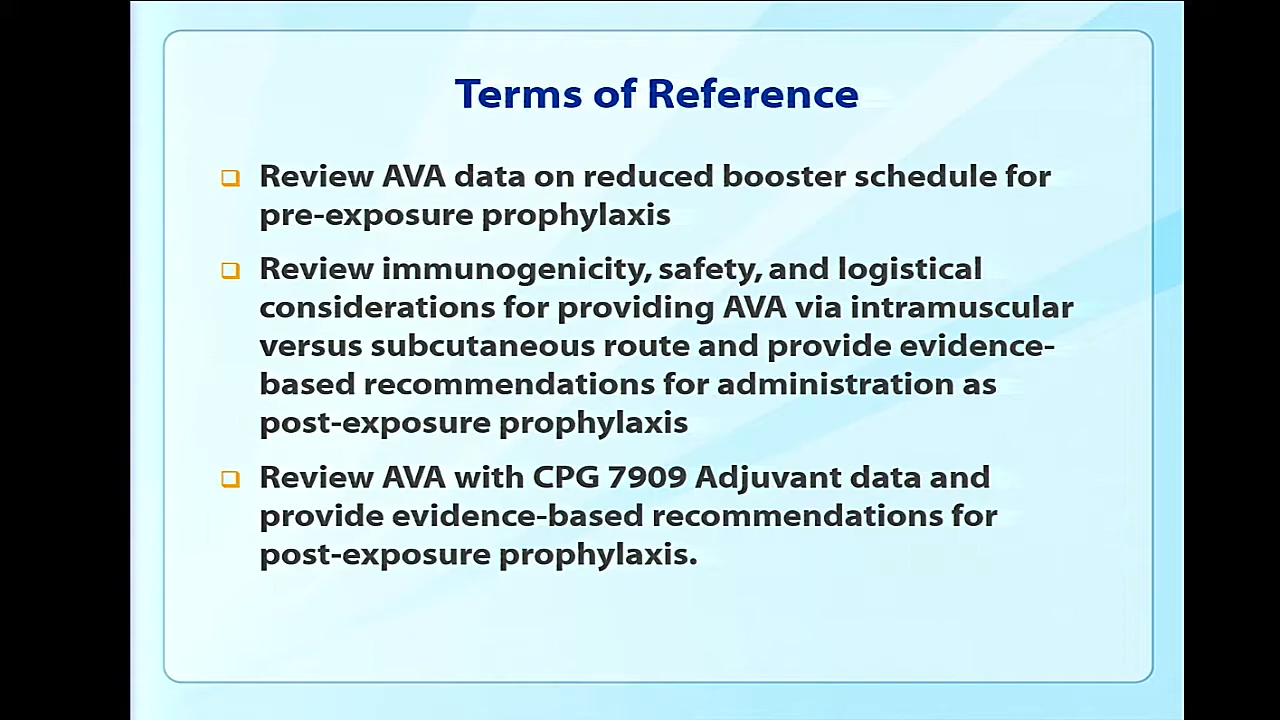 Terms of Reference
Review AVA data on reduced booster schedule for
pre-exposure prophylaxis
Review immunogenicity, safety, and logistical
considerations for providing AVA via intramuscular
versus subcutaneous route and provide evidence-
based recommendations for administration as
post-exposure prophylaxis
Review AVA with CPG 7909 Adjuvant data and
provide evidence-based recommendations for
post-exposure prophylaxis.